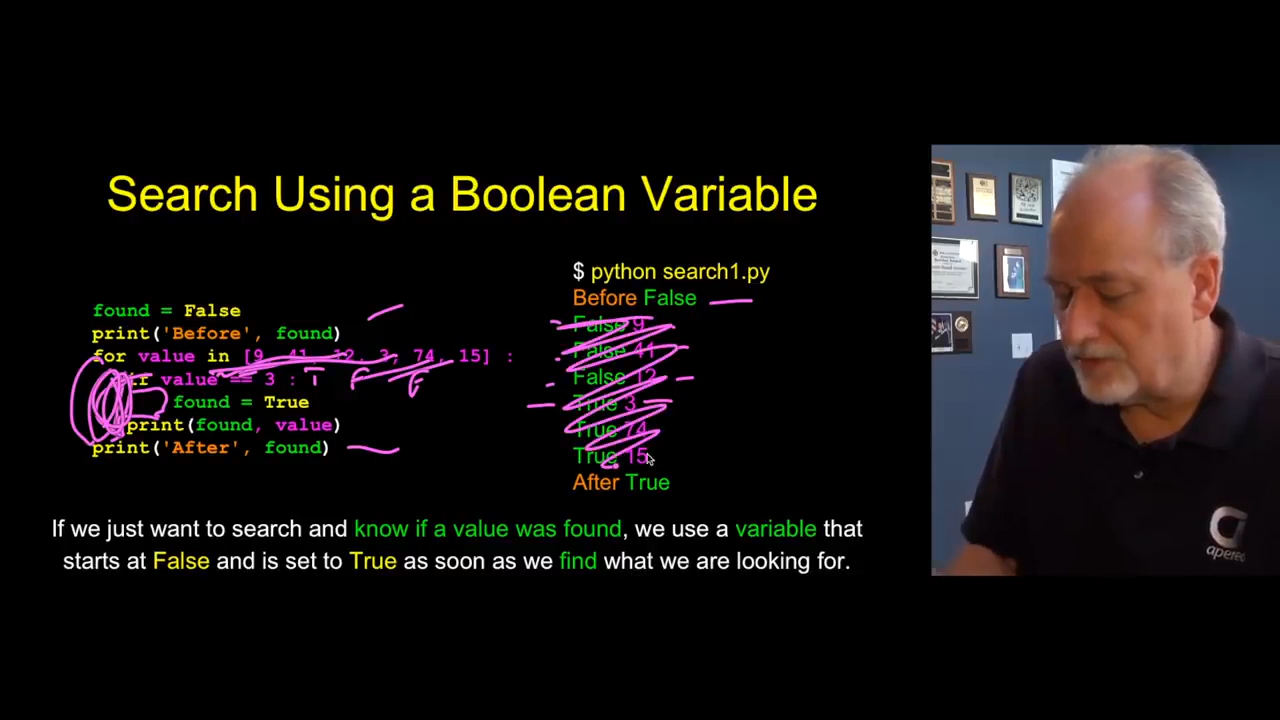 Search Using a Boolean Variable
found = False
print('Before', found)
for value in [9, 41, 12, 3, 74, 15] :
if value == 3 :
found = True
print(found, value)
print('After', found)
T F F
$ python search1.py
Before False
False 9
False 41
False 12
True 3
True 74
True 15
After True
If we just want to search and know if a value was found, we use a variable that
starts at False and is set to True as soon as we find what we are looking for.
apereo